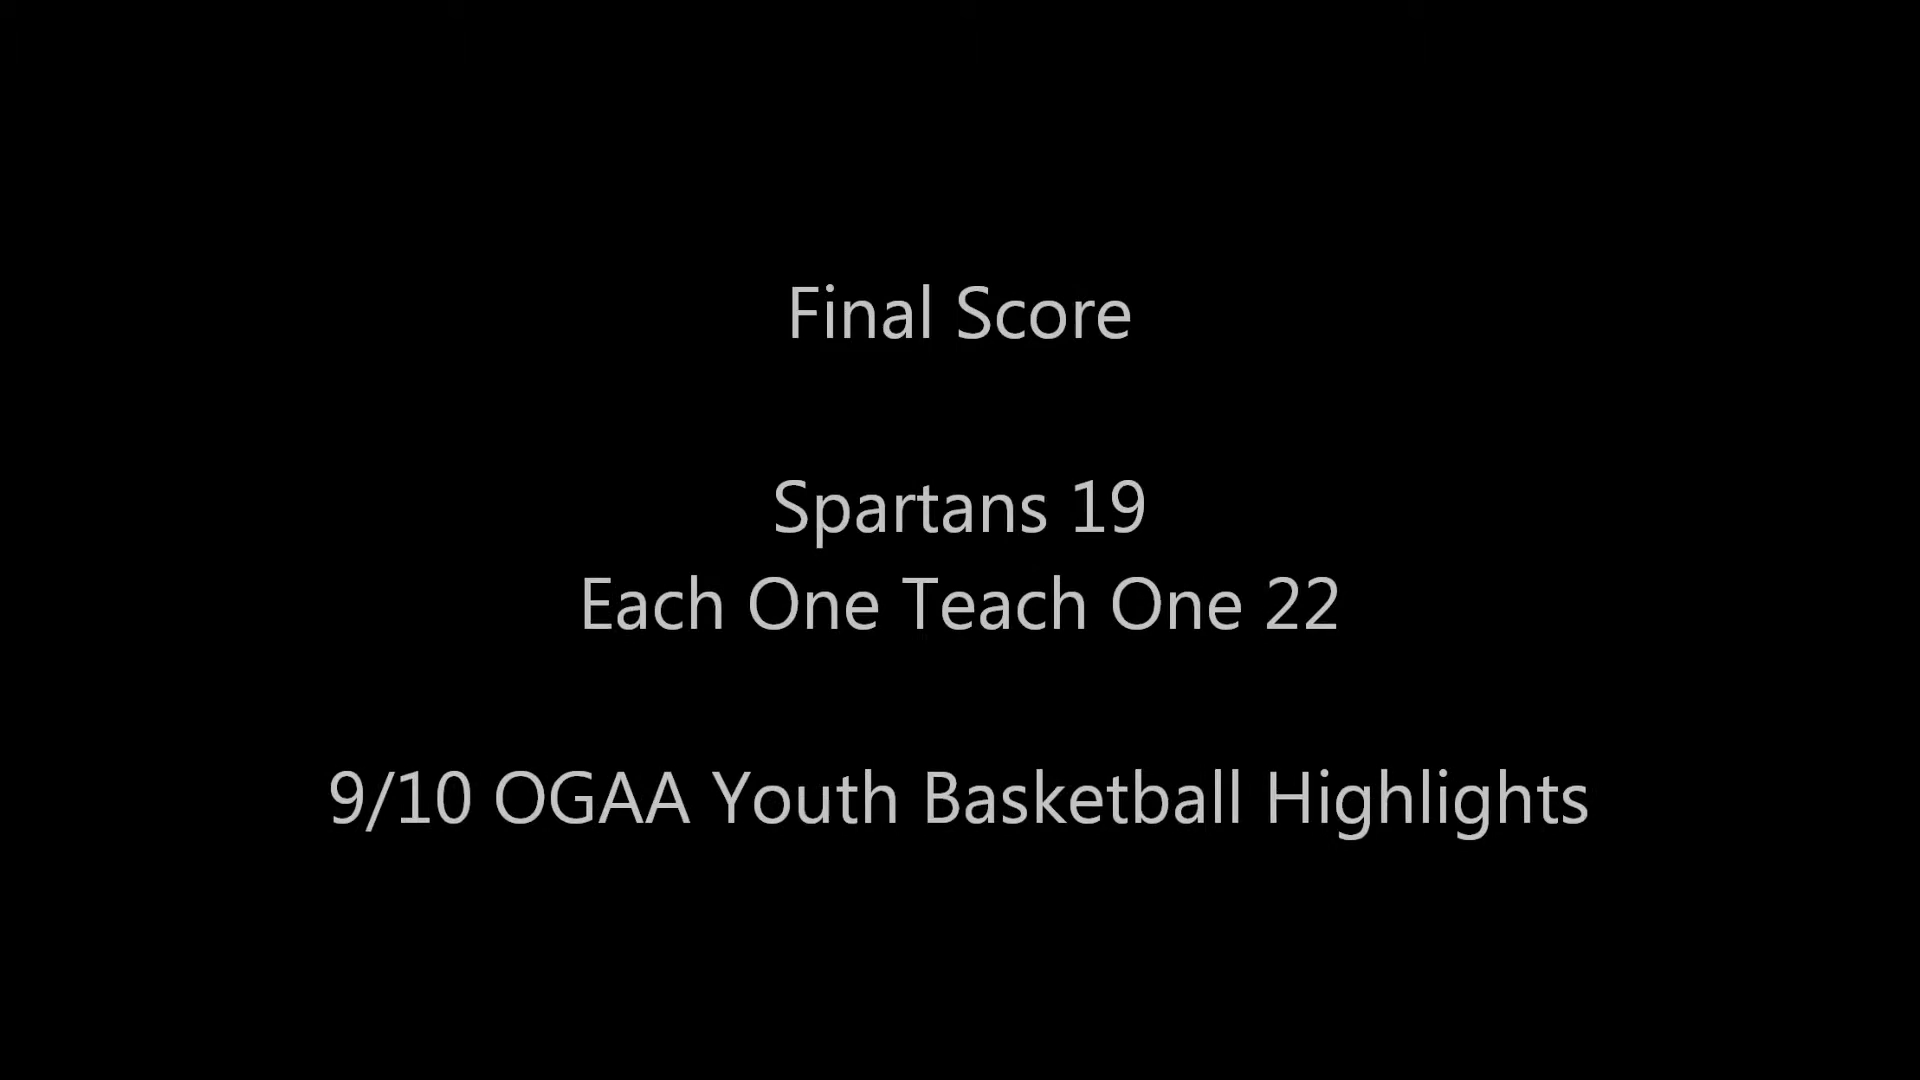 Final Score
Spartans 19
Each One Teach One 22
9/10 OGAA Youth Basketball Highlights